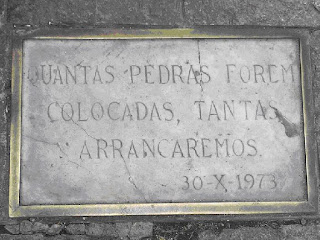 QUANTAS PEDRAS FOREM
COLOCADAS, TANTAS
ARRANCAREMOS.
30-X-1973